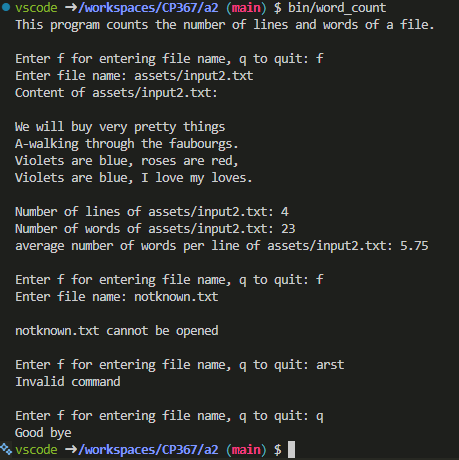 vscode ➜/workspaces/CP367/a2 (main) $ bin/word_count
This program counts the number of lines and words of a file.
Enter f for entering file name, q to quit: f
Enter file name: assets/input2.txt
Content of assets/input2.txt:
We will buy very pretty things
A-walking through the faubourgs.
Violets are blue, roses are red,
Violets are blue, I love my loves.
Number of lines of assets/input2.txt: 4
Number of words of assets/input2.txt: 23
average number of words per line of assets/input2.txt: 5.75
Enter f for entering file name, q to quit: f
Enter file name: notknown.txt
notknown.txt cannot be opened
Enter f for entering file name, q to quit: arst
Invalid command
Enter f for entering file name, q to quit: q
Good bye
vscode ➜/workspaces/CP367/a2 (main) $